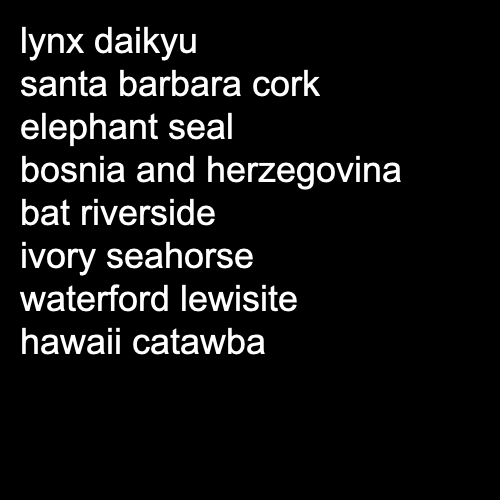 lynx daikyu
santa barbara cork
elephant seal
bosnia and herzegovina
bat riverside
ivory seahorse
waterford lewisite
hawaii catawba